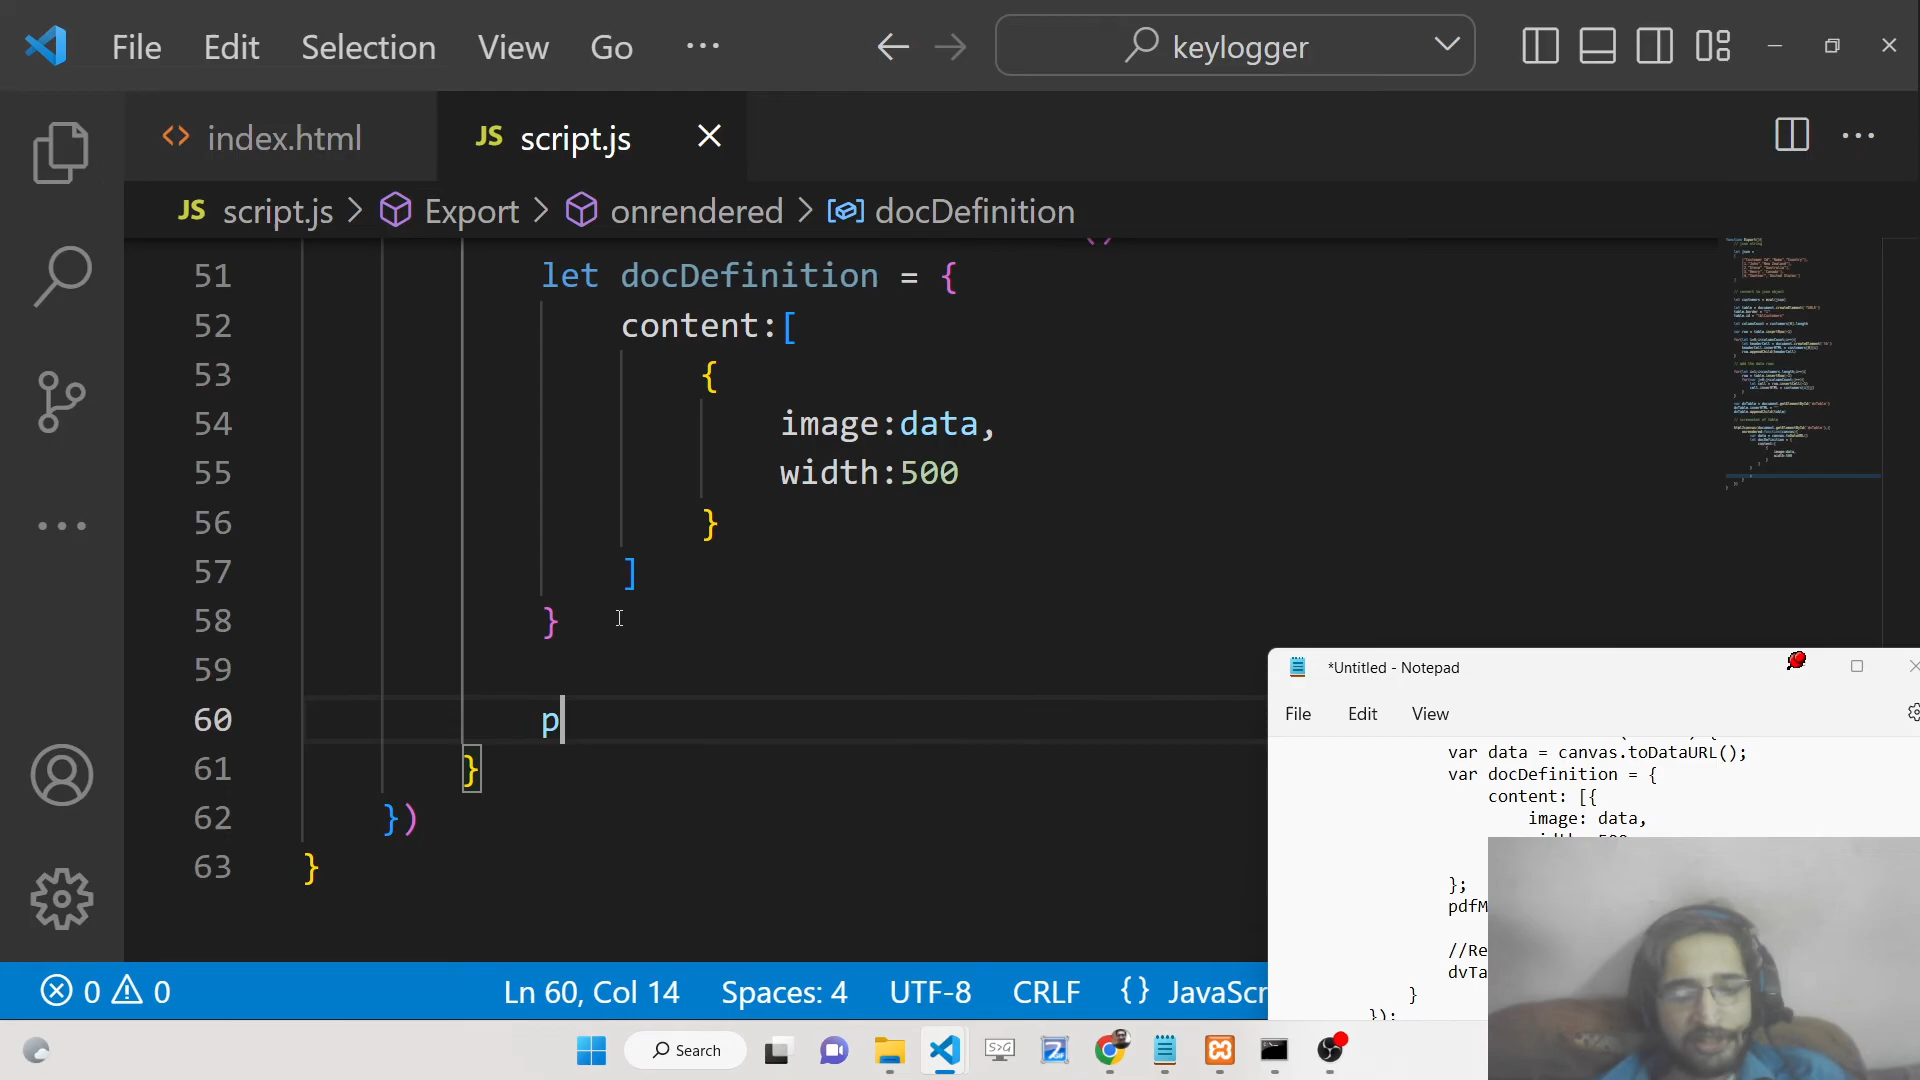 File Edit Selection View Go ...
keylogger
index.html
JS script.js
JS script.js > Export > onrendered > docDefinition
51 let docDefinition = {
52 content:[
53 {
54 image:data,
55 width:500
56 }
57 ]
58 }
59
60 p
61 }
62 })
63 }
*Untitled - Notepad
File Edit View
var data = canvas.toDataURL();
var docDefinition = {
content: [{
image: data,
};
pdfM
//Re
dvTa
}
});
0 0 Ln 60, Col 14 Spaces: 4 UTF-8 CRLF {} JavaScr
Search